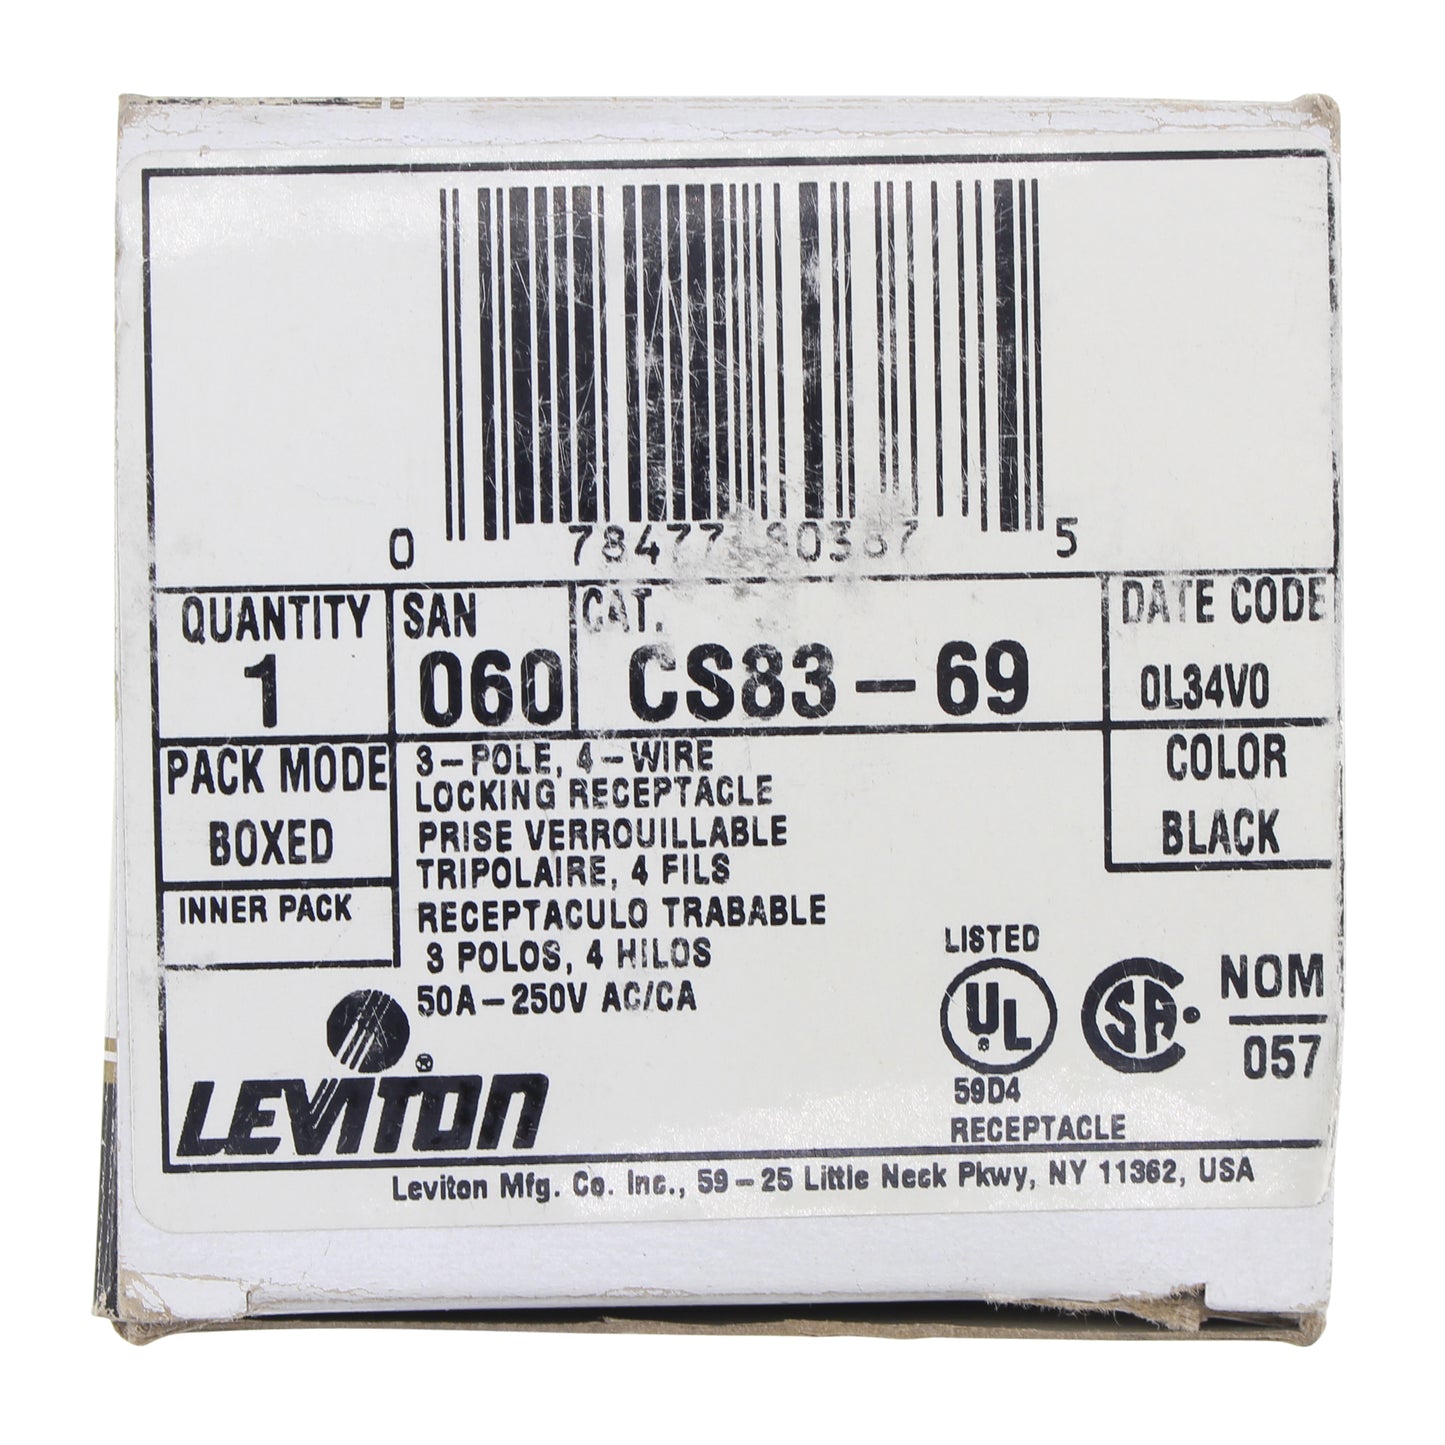 0 78477 80367 5
QUANTITY
1
SAN
060
CAT.
CS83-69
DATE CODE
0L34V0
PACK MODE
BOXED
INNER PACK
3-POLE, 4-WIRE
LOCKING RECEPTACLE
PRISE VERROUILLABLE
TRIPOLAIRE, 4 FILS
RECEPTACULO TRABABLE
3 POLOS, 4 HILOS
50A-250V AC/CA
COLOR
BLACK
LEVITON®
LISTED
UL ®
59D4
RECEPTACLE
SA
NOM
057
Leviton Mfg. Co. Inc., 59-25 Little Neck Pkwy, NY 11362, USA